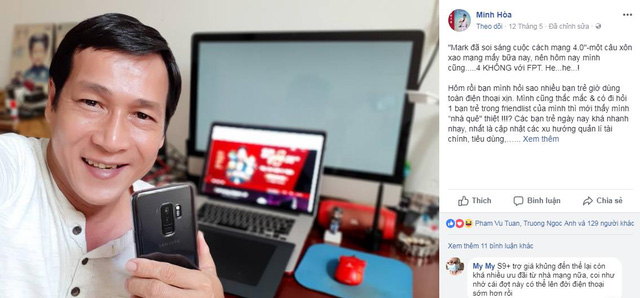 Minh Hòa
Theo dõi · 12 Tháng 5 · Đã chỉnh sửa ·
"Mark đã soi sáng cuộc cách mạng 4.0"-một câu xôn
xao mạng mấy bữa nay, nên hôm nay mình
cũng.....4 KHÔNG với FPT. He...he...!
Hôm rồi bạn mình hỏi sao nhiều bạn trẻ giờ dùng
toàn điện thoại xịn. Mình cũng thắc mắc & có đi hỏi
1 bạn trẻ trong friendlist của mình thì mới thấy mình
"nhà quê" thiệt !!!? Các bạn trẻ ngày nay khá nhanh
nhạy, nhất là cập nhật các xu hướng quản lí tài
chính, tiêu dùng,...... Xem thêm
Thích Bình luận Chia sẻ
Pham Vu Tuan, Truong Ngoc Anh và 129 người khác
Xem thêm 11 bình luận khác
My My S9+ trợ giá khủng đến thế lại còn
khá nhiều ưu đãi từ nhà mạng nữa, coi như
nhờ cái đợt này có thể lên đời điện thoại
sớm hơn rồi
SAMSUNG